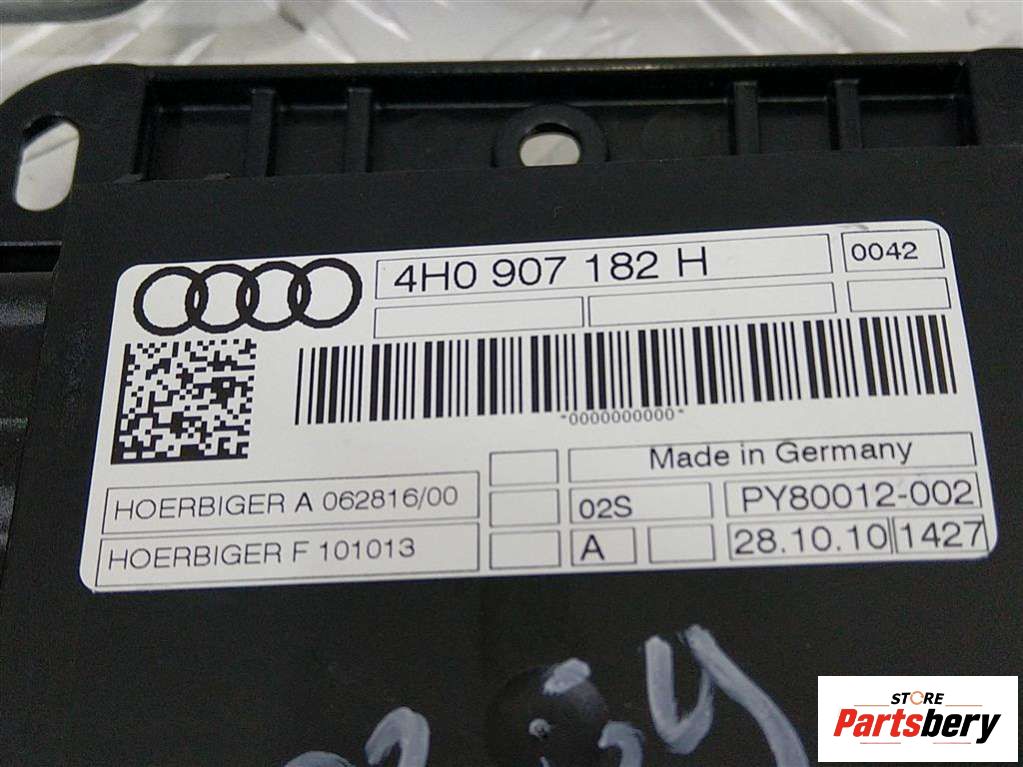 4H0 907 182 H 0042
*0000000000*
Made in Germany
HOERBIGER A 062816/00 02S PY80012-002
HOERBIGER F 101013 A 28.10.10 1427
STORE
Partsbery